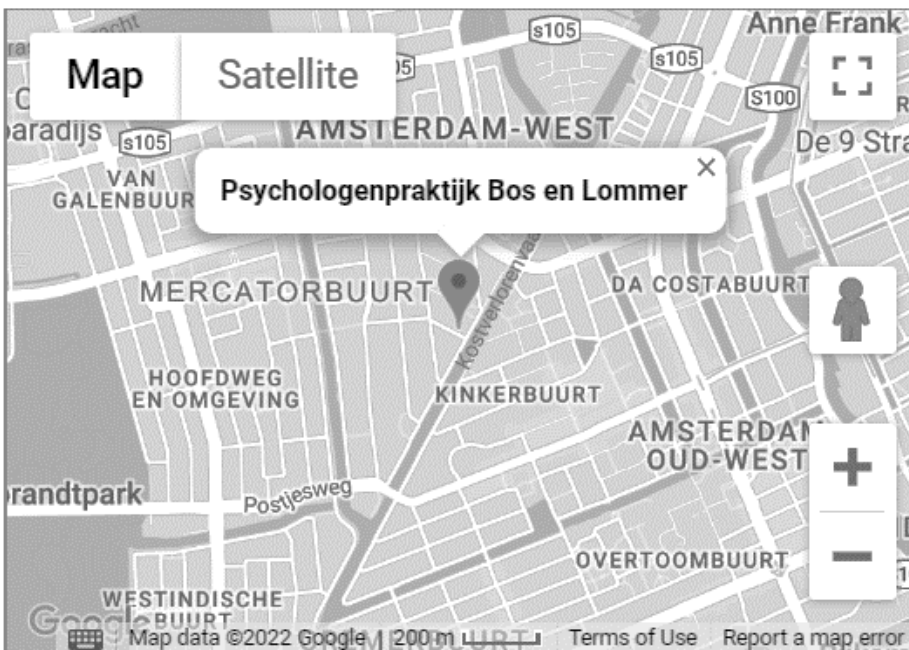 s105
Anne Frank
Map
Satellite
05
s105
S100
paradijs
s105
AMSTERDAM-WEST
De 9 Stra
VAN
GALENBUUR
Psychologenpraktijk Bos en Lommer
Kostverlorenvaa
MERCATORBUURT
DA COSTABUURT
HOOFDWEG
EN OMGEVING
KINKERBUURT
AMSTERDAM
OUD-WEST
randtpark
Postjesweg
OVERTOOMBUURT
WESTINDISCHE
BUURT
Google
Map data ©2022 Google
200 m
Terms of Use
Report a map error